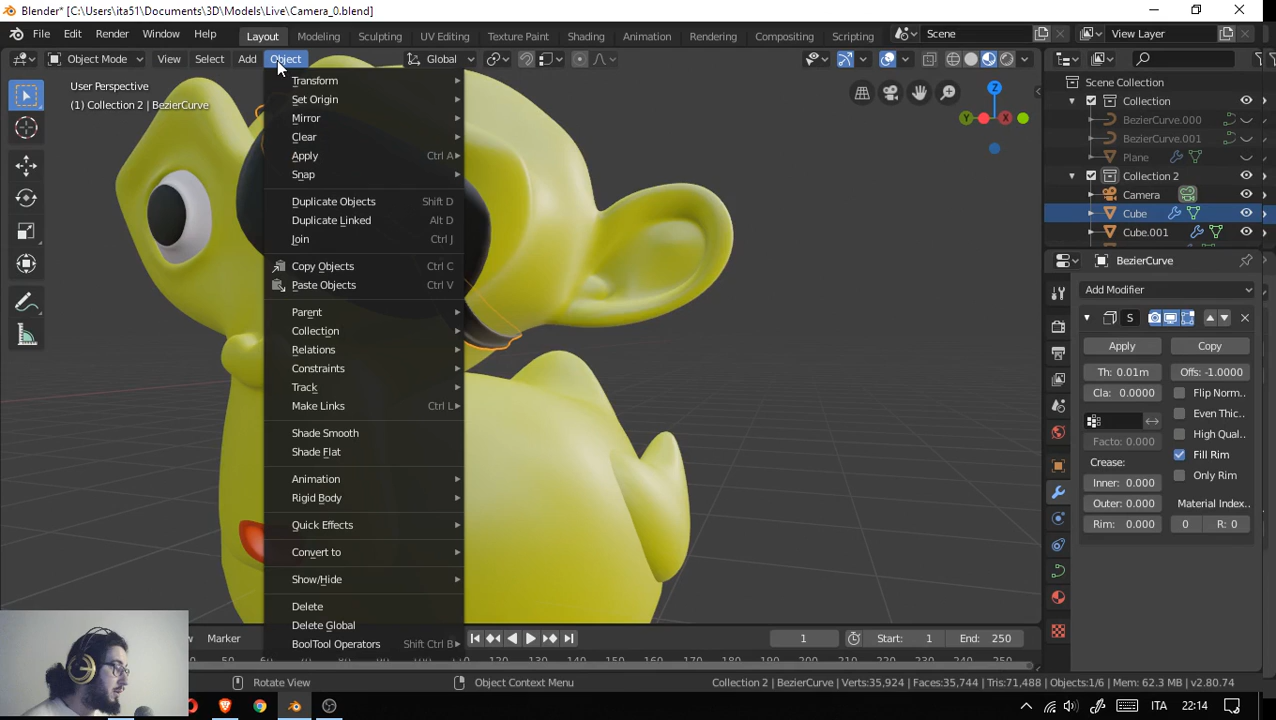 Blender* [C:\Users\ita51\Documents\3D\Models\Live\Camera_0.blend]
File Edit Render Window Help Layout Modeling Sculpting UV Editing Texture Paint Shading Animation Rendering Compositing Scripting Scene View Layer
Object Mode View Select Add Object Global
User Perspective
(1) Collection 2 | BezierCurve
Z
Y
X
Transform
Set Origin
Mirror
Clear
Apply Ctrl A
Snap
Duplicate Objects Shift D
Duplicate Linked Alt D
Join Ctrl J
Copy Objects Ctrl C
Paste Objects Ctrl V
Parent
Collection
Relations
Constraints
Track
Make Links Ctrl L
Shade Smooth
Shade Flat
Animation
Rigid Body
Quick Effects
Convert to
Show/Hide
Delete
Delete Global
BoolTool Operators Shift Ctrl B
Scene Collection
Collection
BezierCurve.000
BezierCurve.001
Plane
Collection 2
Camera
Cube
Cube.001
BezierCurve
Add Modifier
S
Apply Copy
Th: 0.01m Offs: -1.0000
Cla: 0.0000 Flip Norm..
Even Thic..
Facto: 0.000 High Qual..
Crease: Fill Rim
Inner: 0.000 Only Rim
Outer: 0.000 Material Index..
Rim: 0.000 0 R: 0
Marker 1 Start: 1 End: 250
Rotate View Object Context Menu Collection 2 | BezierCurve | Verts:35,924 | Faces:35,744 | Tris:71,488 | Objects:1/6 | Mem: 62.3 MB | v2.80.74
ITA 22:14